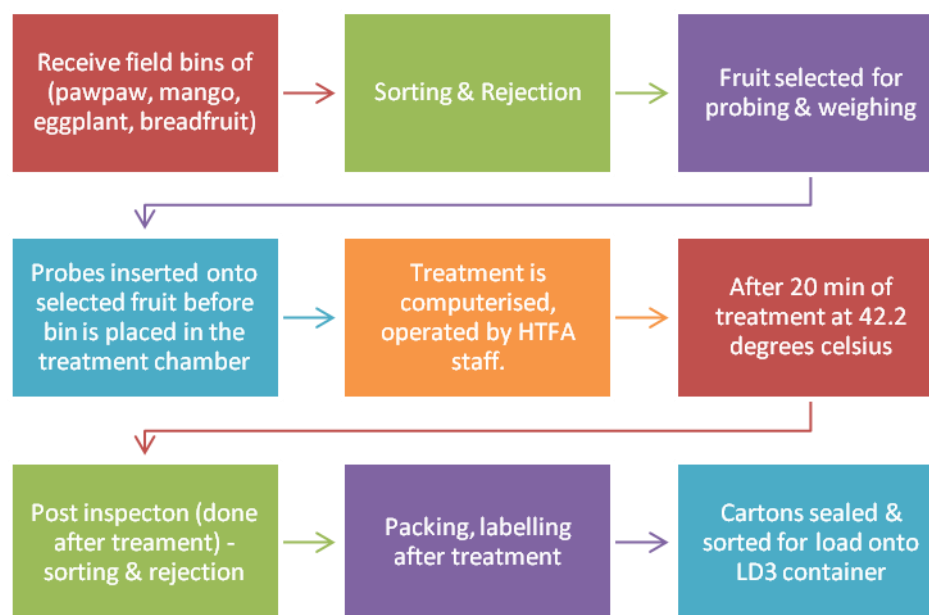 Receive field bins of
(pawpaw, mango,
eggplant, breadfruit)
Sorting & Rejection
Fruit selected for
probing & weighing
Probes inserted onto
selected fruit before
bin is placed in the
treatment chamber
Treatment is
computerised,
operated by HTFA
staff.
After 20 min of
treatment at 42.2
degrees celsius
Post inspecton (done
after treament) -
sorting & rejection
Packing, labelling
after treatment
Cartons sealed &
sorted for load onto
LD3 container